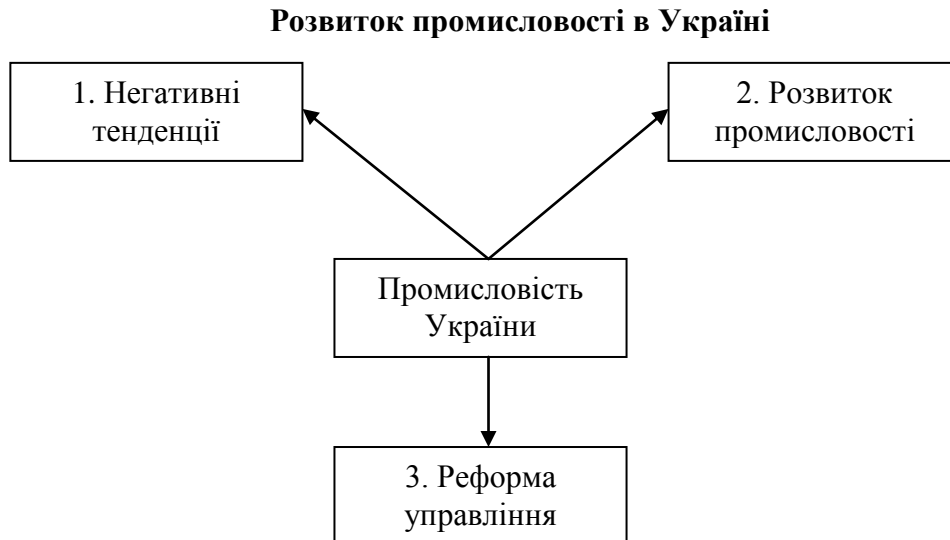 Розвиток промисловості в Україні
1. Негативні
тенденції
2. Розвиток
промисловості
Промисловість
України
3. Реформа
управління